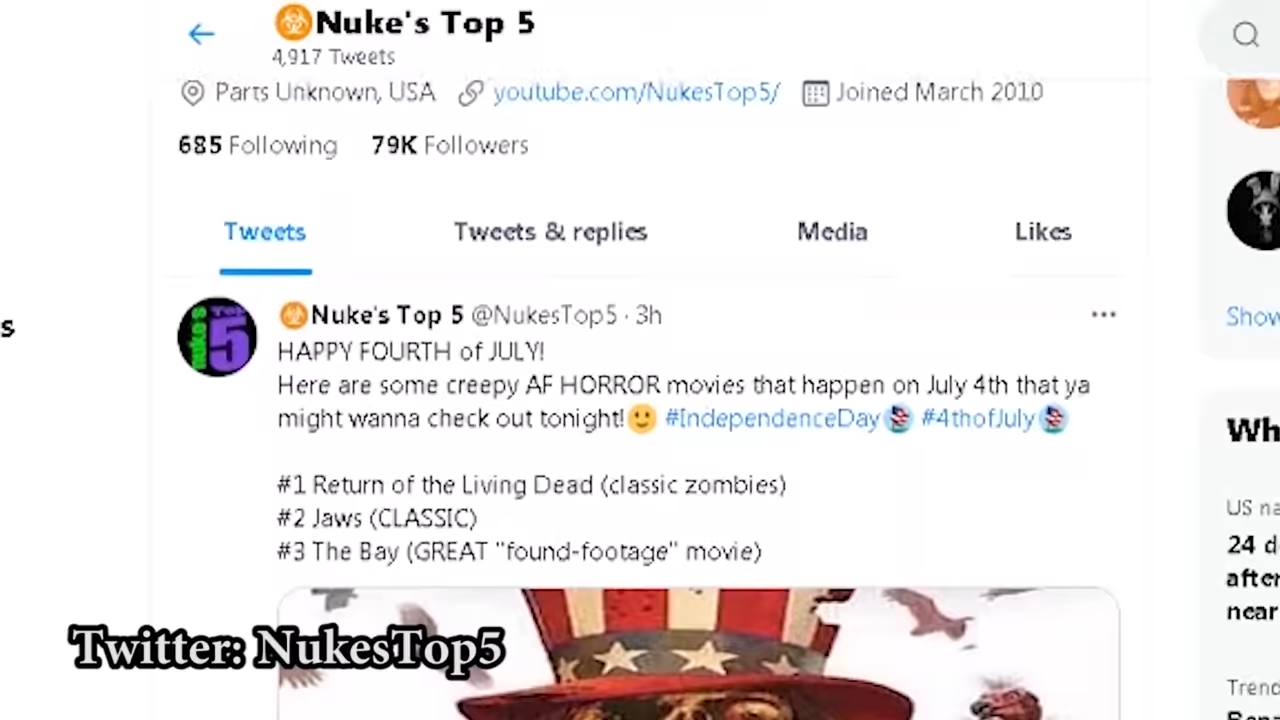 Nuke's Top 5
4,917 Tweets
Parts Unknown, USA youtube.com/NukesTop5/ Joined March 2010
685 Following 79K Followers
Tweets Tweets & replies Media Likes
s
Nuke's Top 5 @NukesTop5 · 3h
HAPPY FOURTH of JULY!
Here are some creepy AF HORROR movies that happen on July 4th that ya
might wanna check out tonight!🙂 #IndependenceDay #4thofJuly
#1 Return of the Living Dead (classic zombies)
#2 Jaws (CLASSIC)
#3 The Bay (GREAT "found-footage" movie)
Nuke's Top 5
Twitter: NukesTop5
Show
Wh
US na
24 d
after
near
Trend